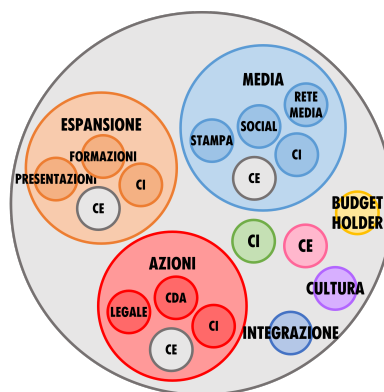 MEDIA
RETE
MEDIA
SOCIAL
STAMPA
CI
CE
ESPANSIONE
FORMAZIONI
PRESENTAZIONI
CI
CE
BUDGET
HOLDER
CI
CE
CULTURA
INTEGRAZIONE
AZIONI
CDA
LEGALE
CI
CE